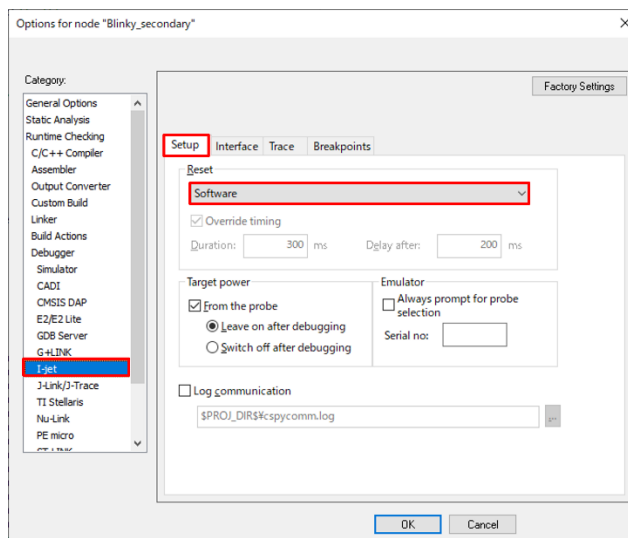 Options for node "Blinky_secondary"
Category:
General Options
Static Analysis
Runtime Checking
C/C++ Compiler
Assembler
Output Converter
Custom Build
Linker
Build Actions
Debugger
Simulator
CADI
CMSIS DAP
E2/E2 Lite
GDB Server
G+LINK
I-jet
J-Link/J-Trace
TI Stellaris
Nu-Link
PE micro
ST-LINK
Factory Settings
Setup Interface Trace Breakpoints
Reset
Software
Override timing
Duration: 300 ms Delay after: 200 ms
Target power
From the probe
Leave on after debugging
Switch off after debugging
Emulator
Always prompt for probe
selection
Serial no:
Log communication
$PROJ_DIR$¥cspycomm.log
...
OK Cancel